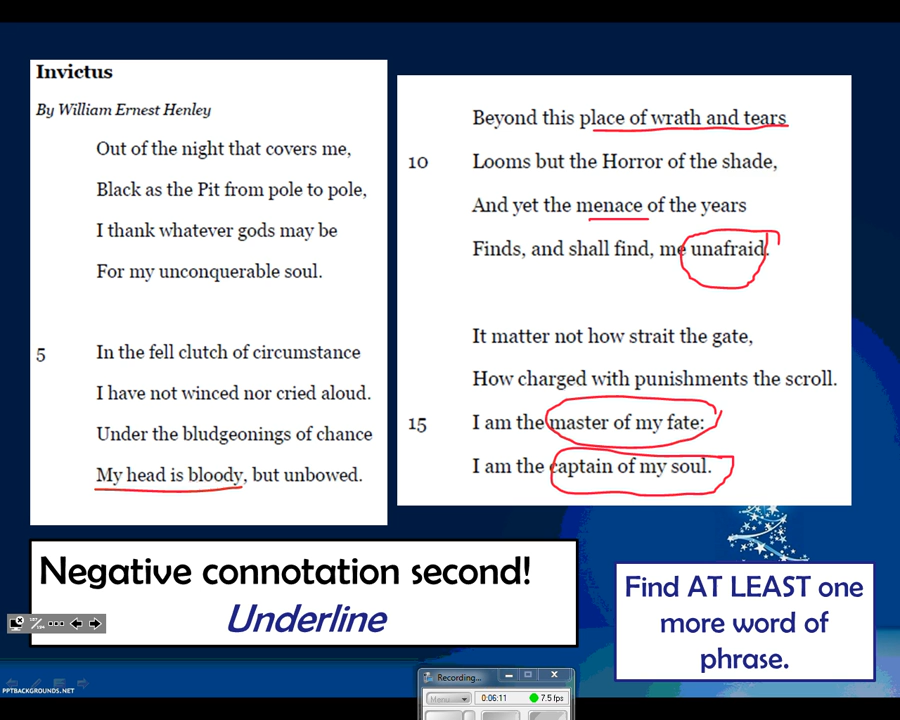 Invictus
By William Ernest Henley
Out of the night that covers me,
Black as the Pit from pole to pole,
I thank whatever gods may be
For my unconquerable soul.
5 In the fell clutch of circumstance
I have not winced nor cried aloud.
Under the bludgeonings of chance
My head is bloody, but unbowed.
Beyond this place of wrath and tears
10 Looms but the Horror of the shade,
And yet the menace of the years
Finds, and shall find, me unafraid.
It matter not how strait the gate,
How charged with punishments the scroll.
15 I am the master of my fate:
I am the captain of my soul.
Negative connotation second!
Underline
Find AT LEAST one
more word of
phrase.
PPTBACKGROUNDS.NET
Recording...
Menu 0:06:11 7.5 fps